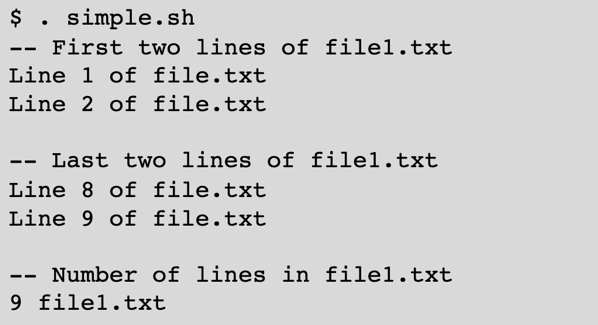 $ . simple.sh
-- First two lines of file1.txt
Line 1 of file.txt
Line 2 of file.txt

-- Last two lines of file1.txt
Line 8 of file.txt
Line 9 of file.txt

-- Number of lines in file1.txt
9 file1.txt